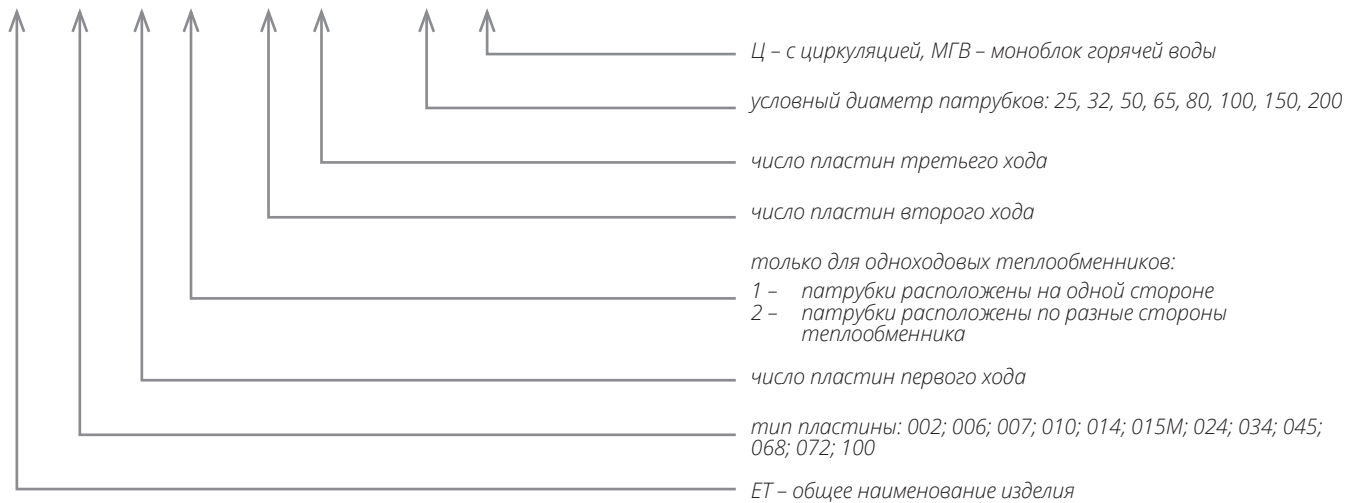 Ц – с циркуляцией, МГВ – моноблок горячей воды
условный диаметр патрубков: 25, 32, 50, 65, 80, 100, 150, 200
число пластин третьего хода
число пластин второго хода
только для одноходовых теплообменников:
1 – патрубки расположены на одной стороне
2 – патрубки расположены по разные стороны
теплообменника
число пластин первого хода
тип пластины: 002; 006; 007; 010; 014; 015М; 024; 034; 045;
068; 072; 100
ЕТ – общее наименование изделия